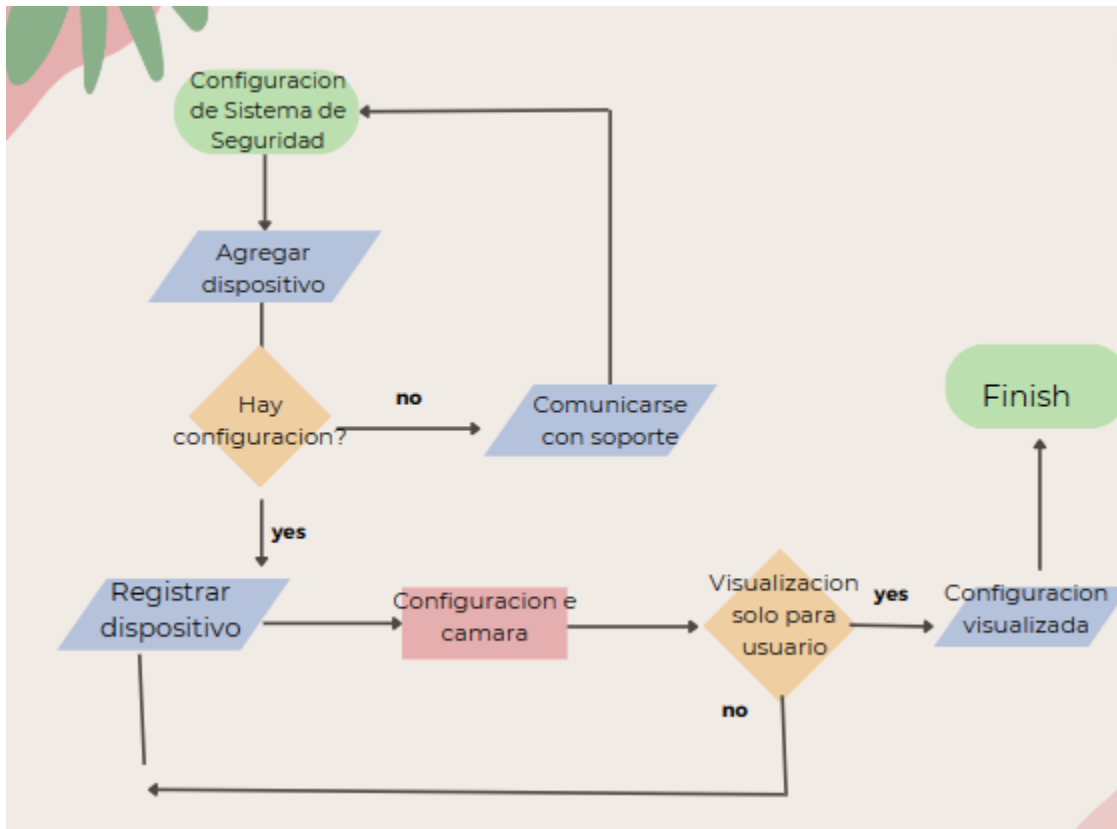 Configuracion
de Sistema de
Seguridad
Agregar
dispositivo
Hay
configuracion?
no
Comunicarse
con soporte
yes
Registrar
dispositivo
Configuracion e
camara
Visualizacion
solo para
usuario
yes
no
Configuracion
visualizada
Finish